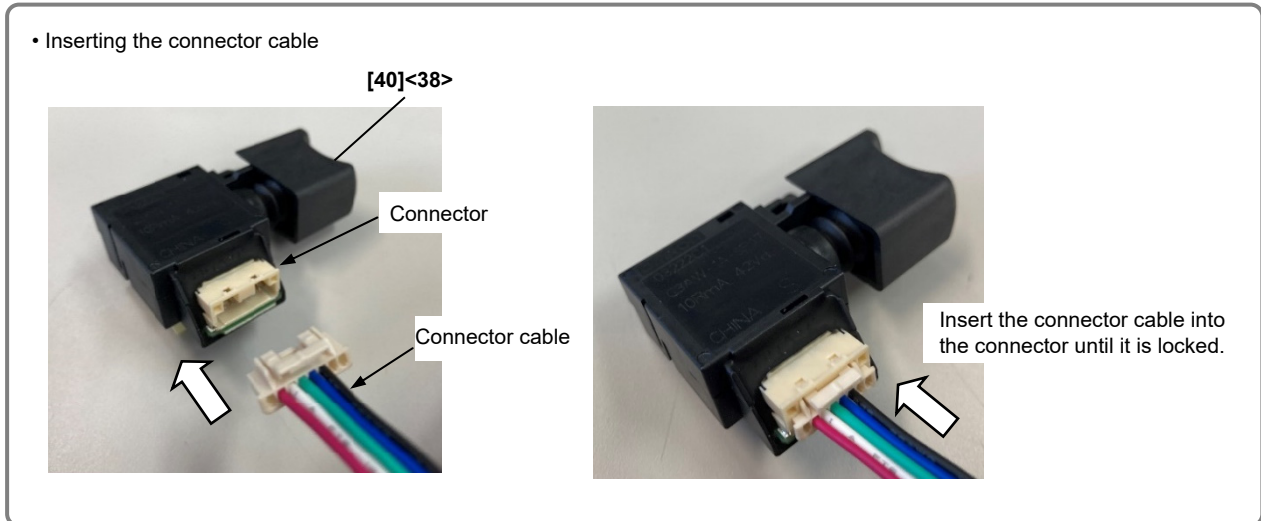 • Inserting the connector cable
[40]<38>
Connector
Connector cable
CHINA
Insert the connector cable into
the connector until it is locked.
CHINA